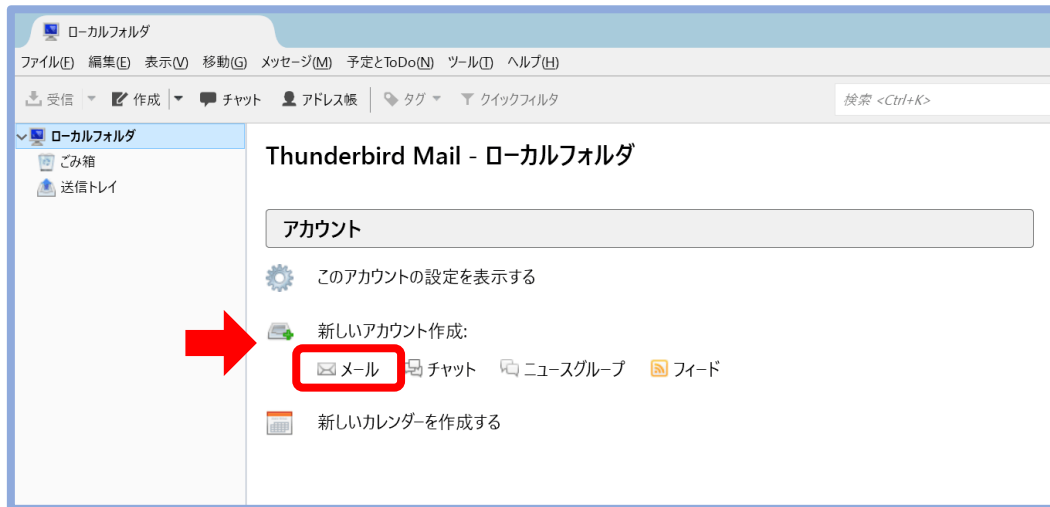 ローカルフォルダ
ファイル(F) 編集(E) 表示(V) 移動(G) メッセージ(M) 予定とToDo(N) ツール(T) ヘルプ(H)
受信 作成 チャット アドレス帳 タグ クイックフィルタ 検索 <Ctrl+K>
ローカルフォルダ
ごみ箱
送信トレイ
Thunderbird Mail - ローカルフォルダ
アカウント
このアカウントの設定を表示する
新しいアカウント作成:
メール チャット ニュースグループ フィード
新しいカレンダーを作成する